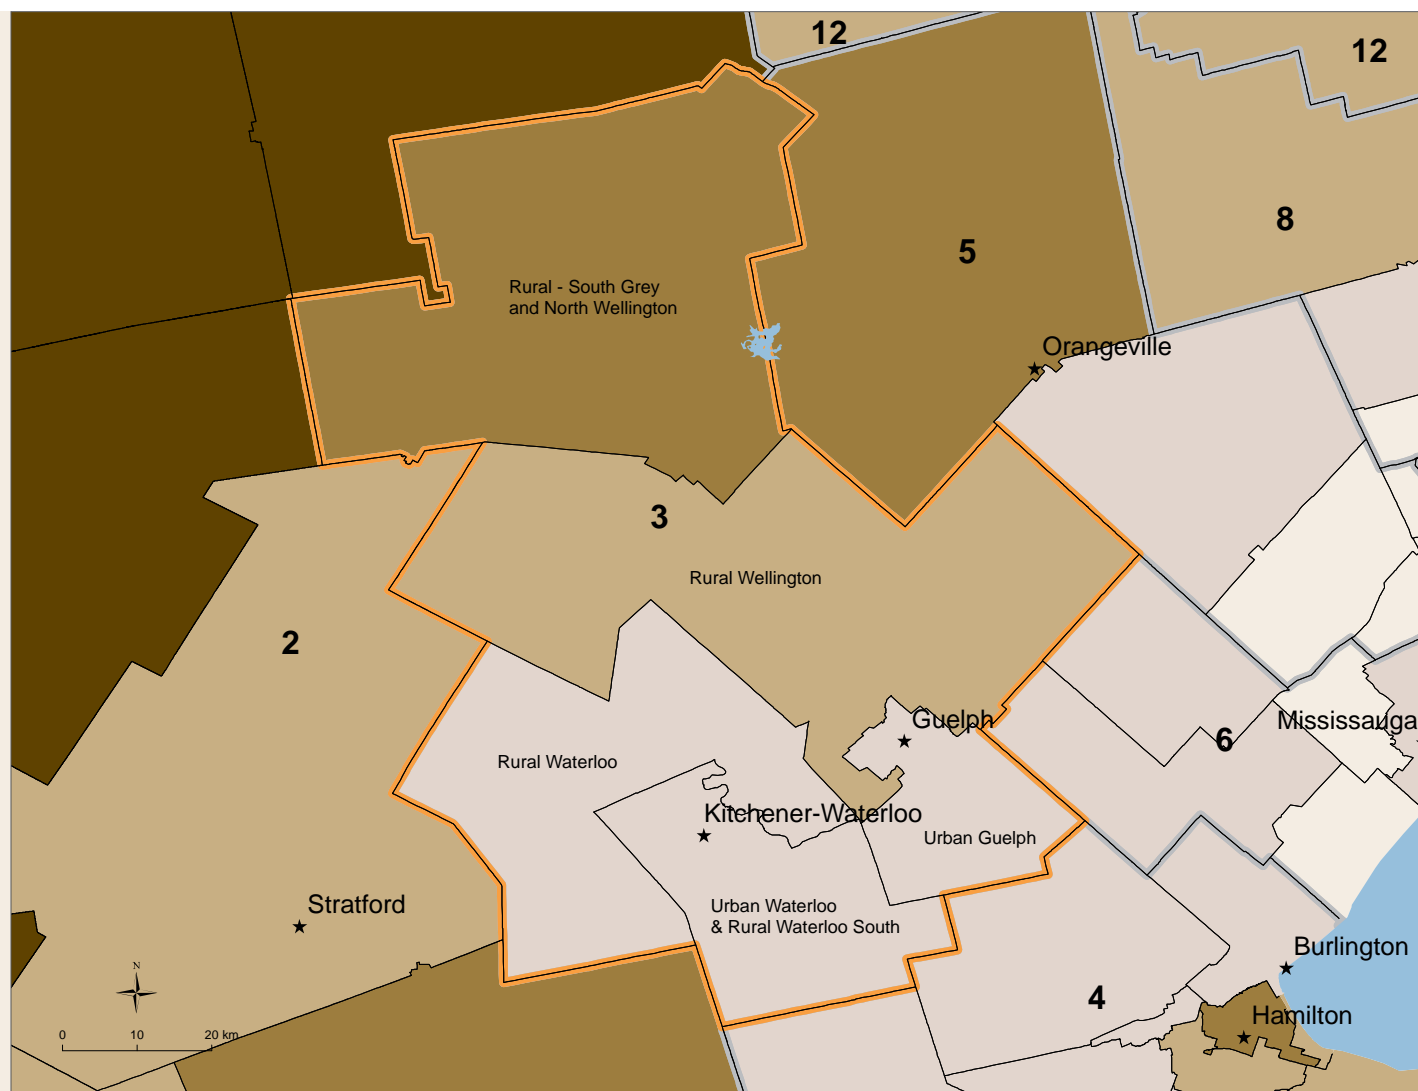 12
12
8
5
Rural - South Grey
and North Wellington
Orangeville
3
Rural Wellington
2
Guelph
Mississauga
6
Rural Waterloo
Kitchener-Waterloo
Urban Guelph
Stratford
Urban Waterloo
& Rural Waterloo South
Burlington
N
4
Hamilton
0 10 20 km